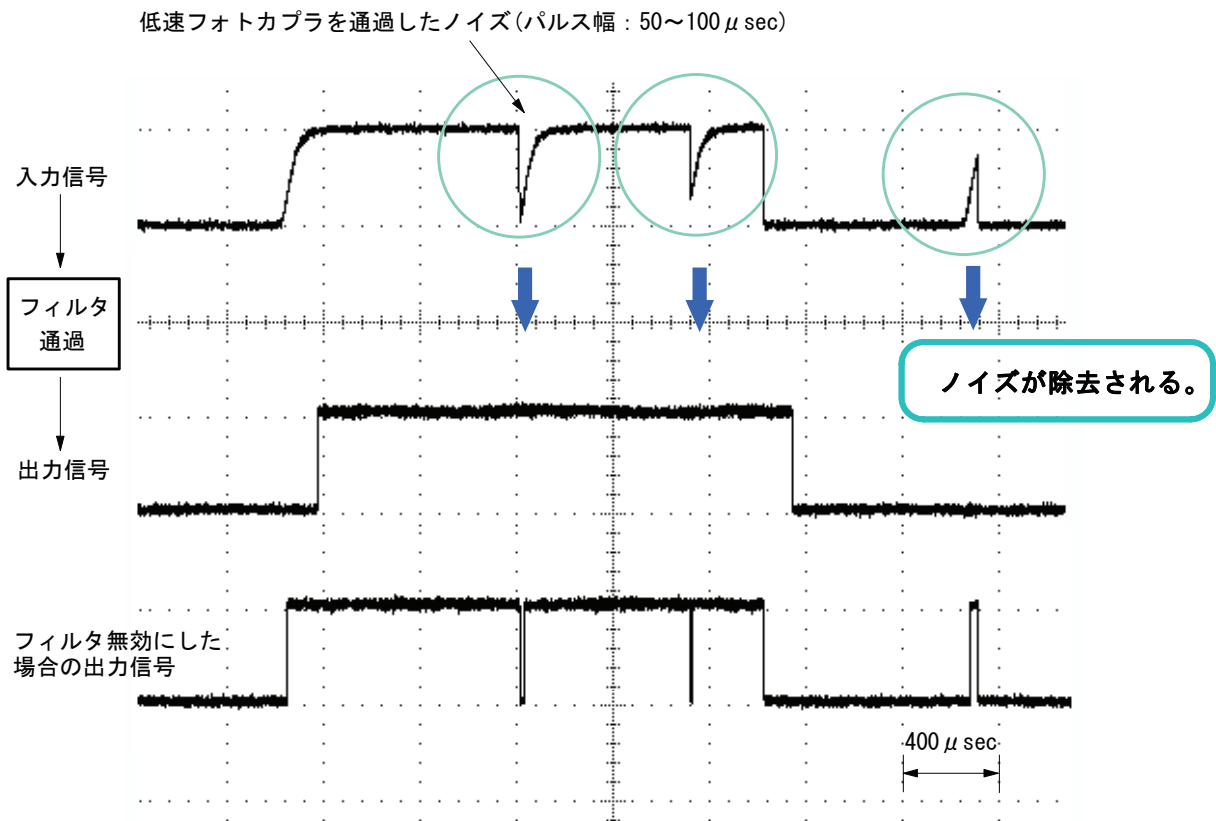 低速フォトカプラを通過したノイズ(パルス幅：50～100μsec)
入力信号
フィルタ
通過
ノイズが除去される。
出力信号
フィルタ無効にした
場合の出力信号
400μsec